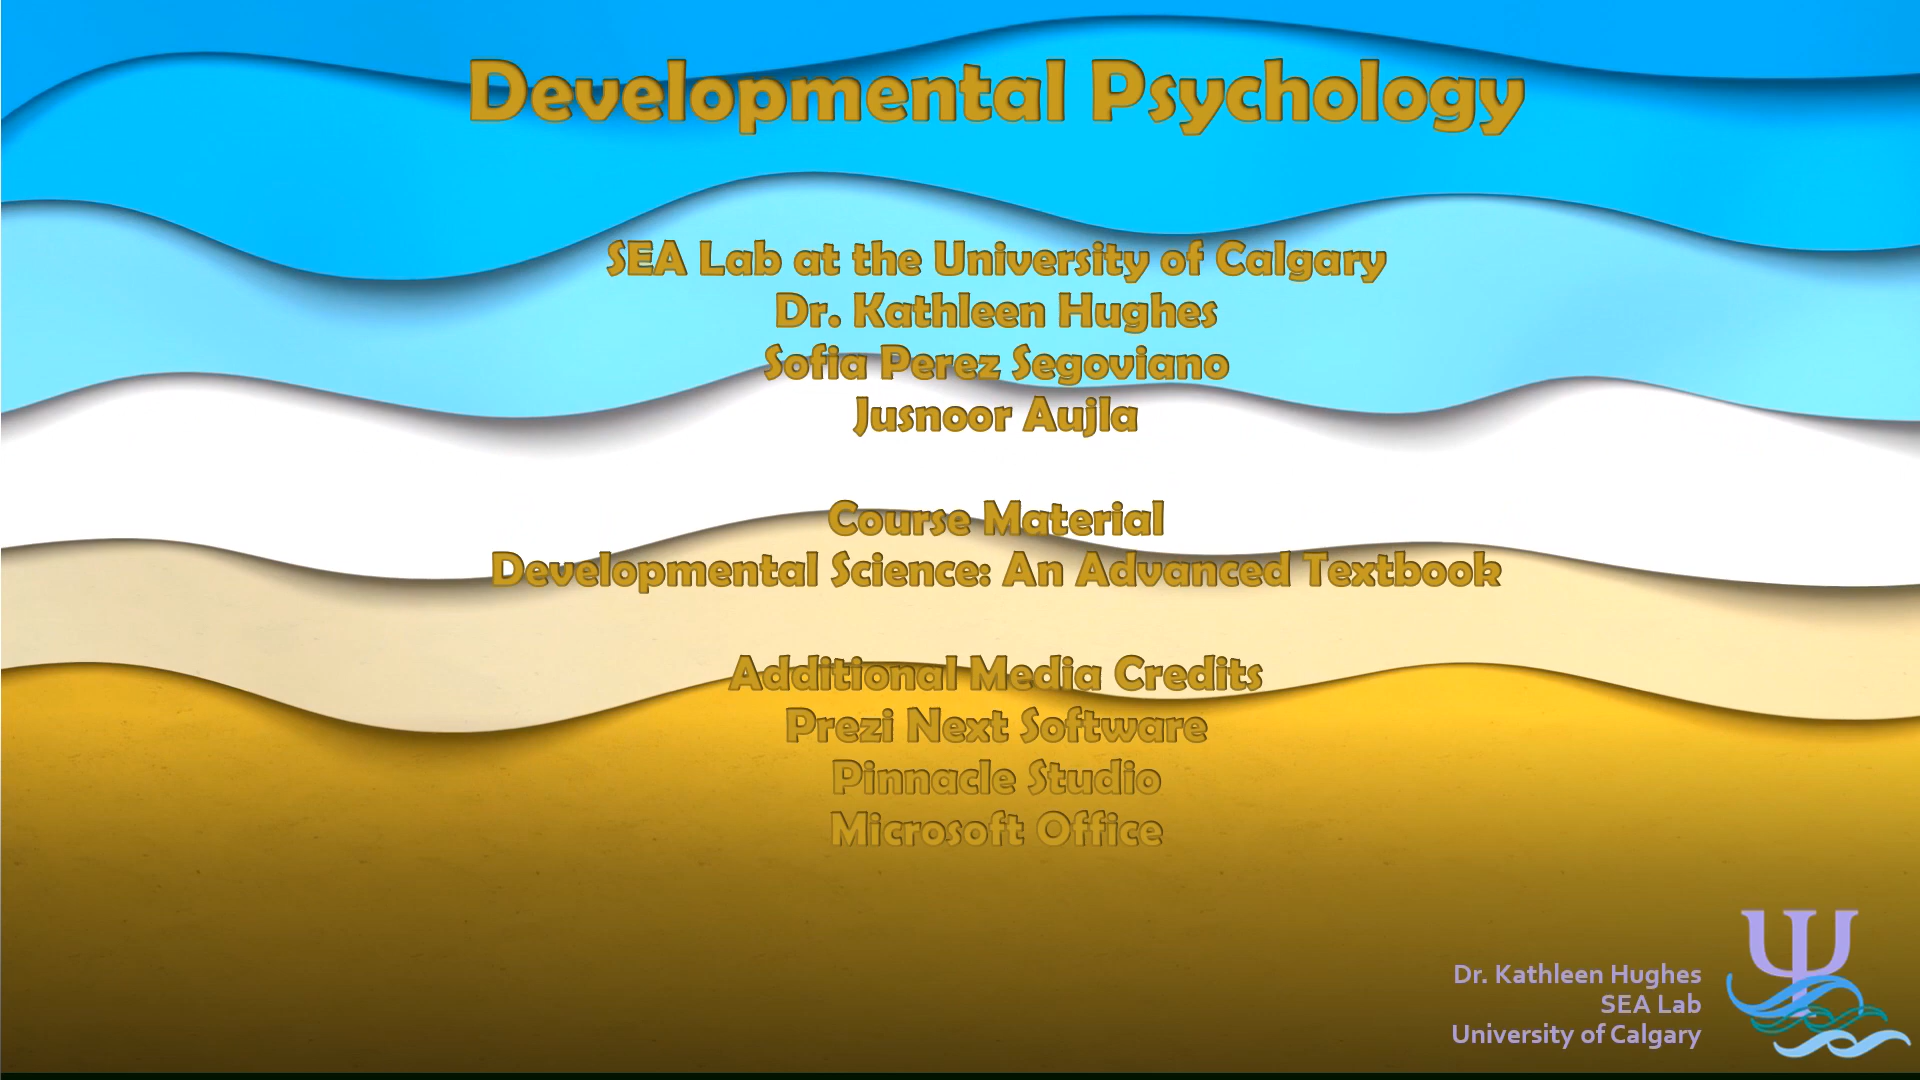 Developmental Psychology
SEA Lab at the University of Calgary
Dr. Kathleen Hughes
Sofia Perez Segoviano
Jusnoor Aujla
Course Material
Developmental Science: An Advanced Textbook
Additional Media Credits
Prezi Next Software
Pinnacle Studio
Microsoft Office
Dr. Kathleen Hughes
SEA Lab
University of Calgary